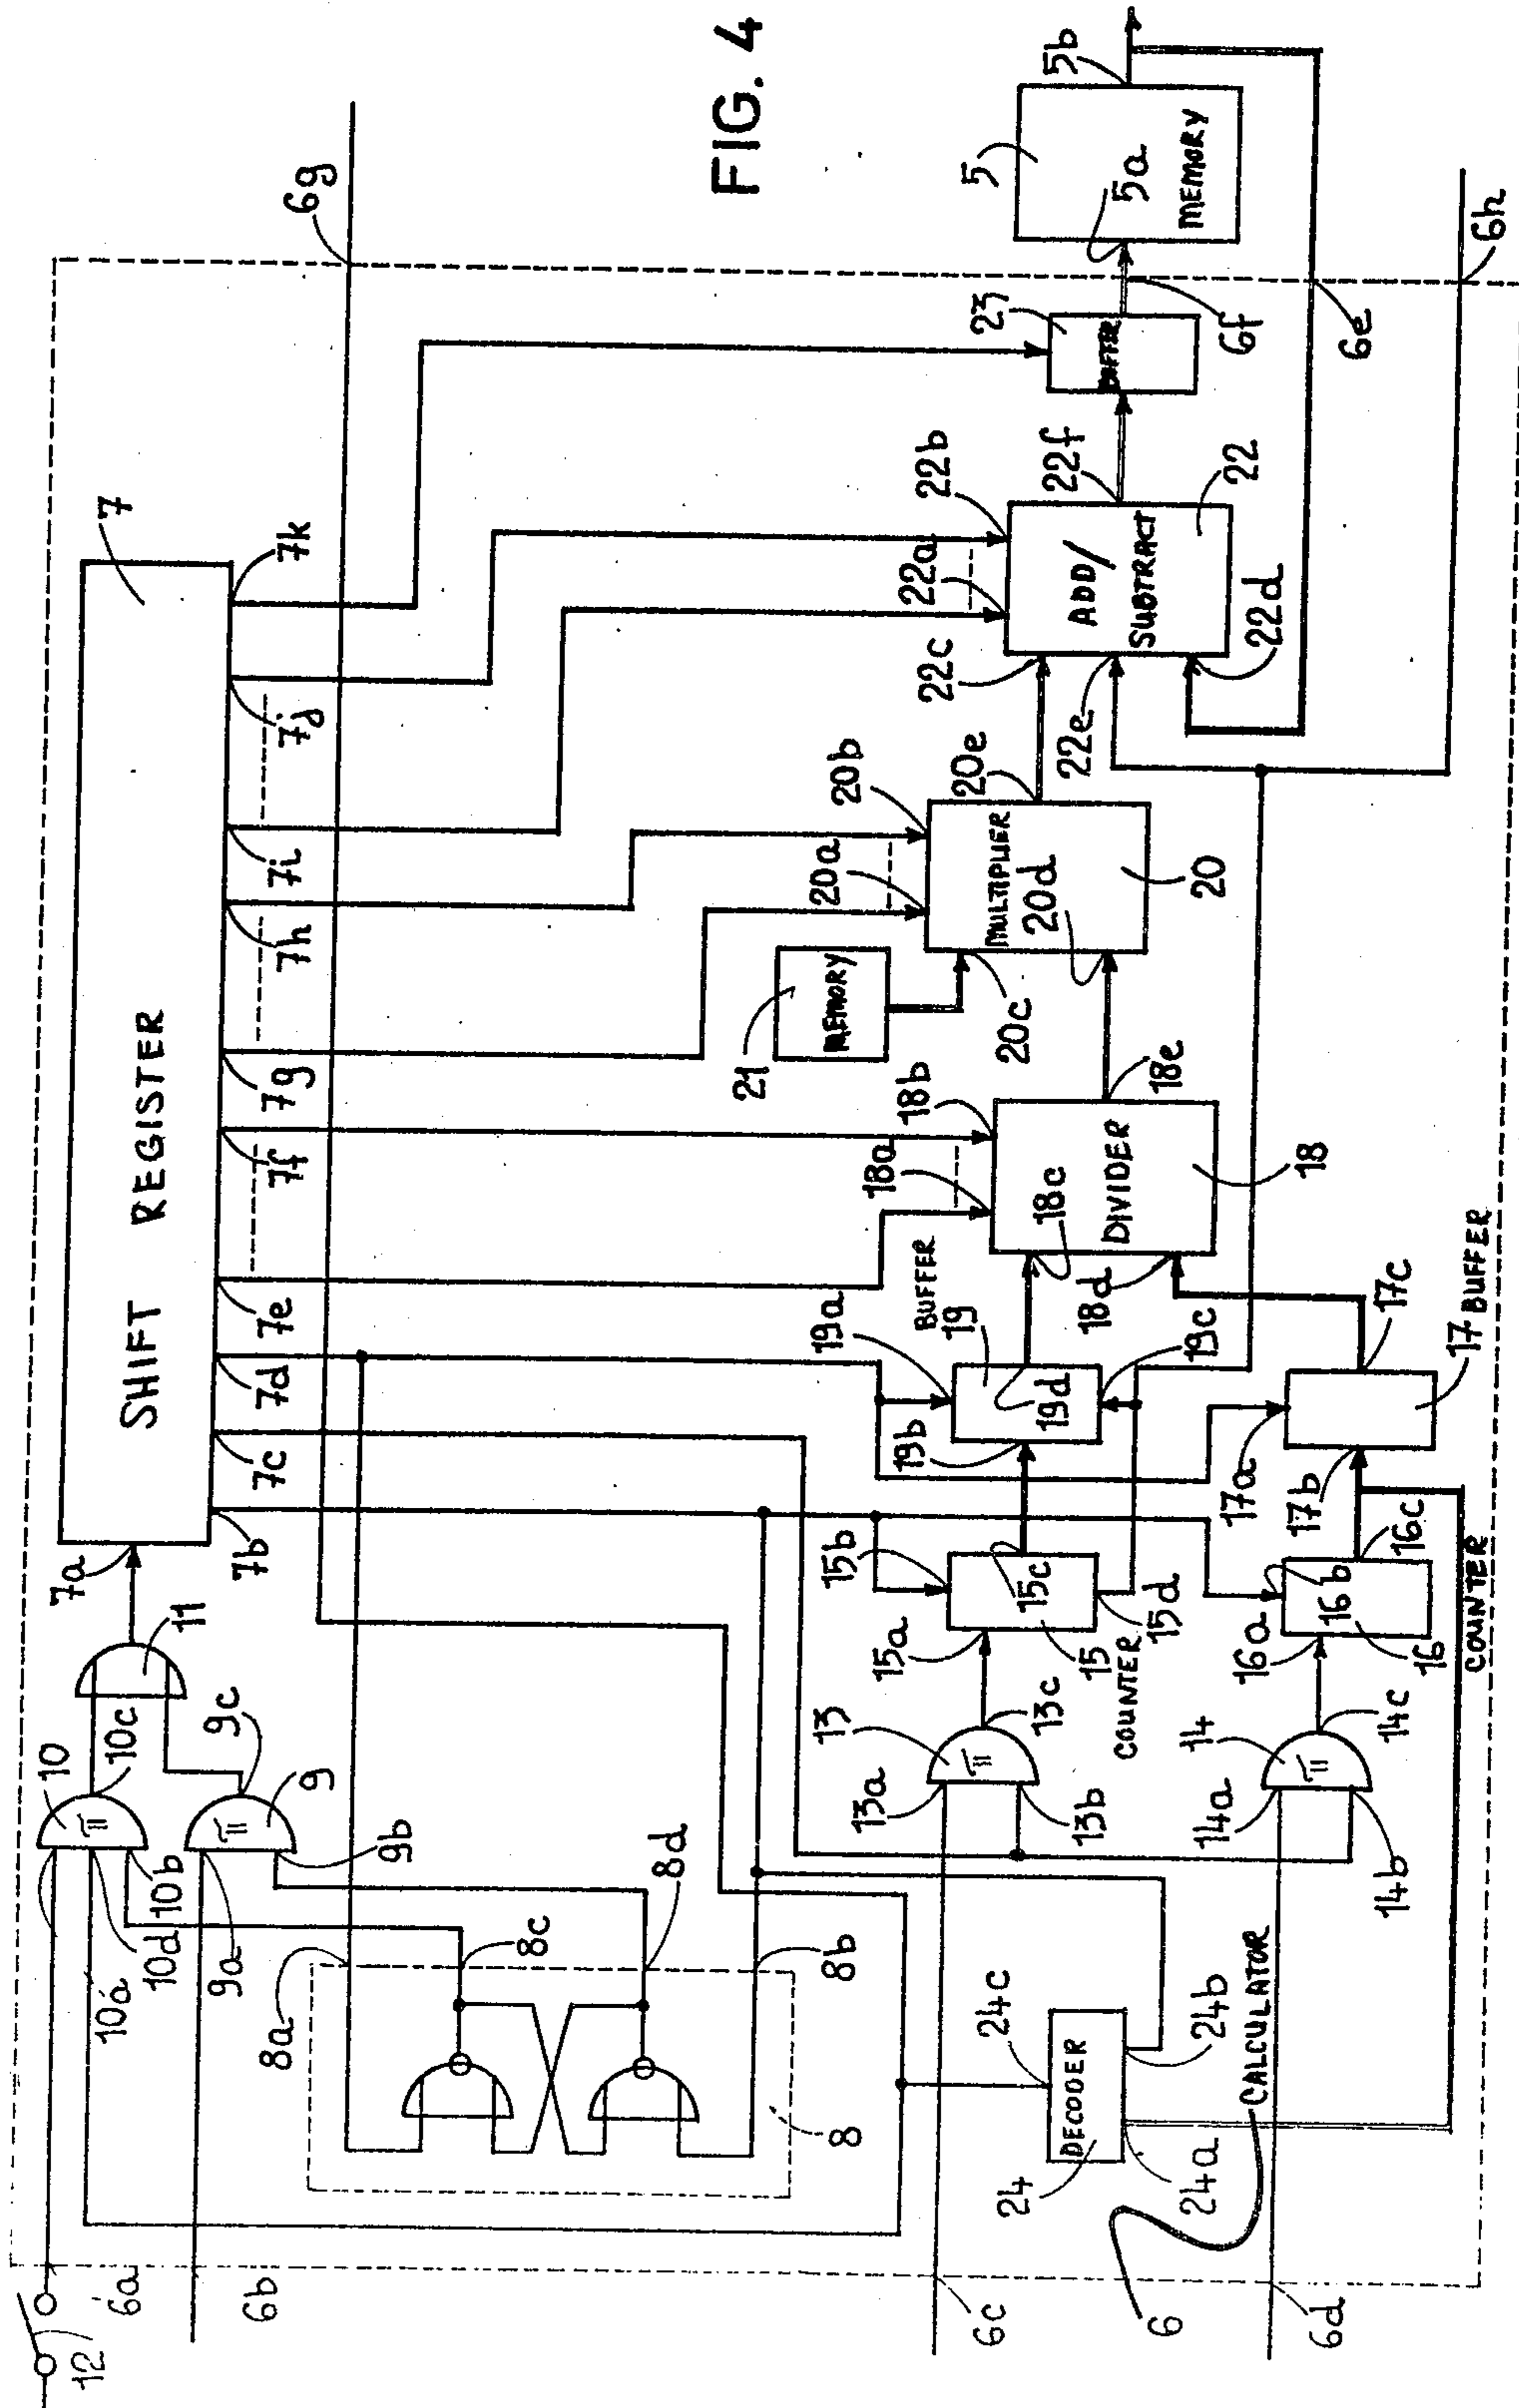 FIG. 4
7
SHIFT REGISTER
7a
7b
7c
7d
7e
7f
7g
7h
7i
7j
7k
6g
11
10
10c
9c
9
9b
10b
10d
10a
9a
12
6a
6b
8a
8c
8d
8b
8
6c
6d
6
CALCULATOR
DECODER
24
24a
24b
24c
13
13a
13b
13c
14
14a
14b
14c
COUNTER
15
15a
15b
15c
15d
COUNTER
16
16a
16b
16c
BUFFER
19
19a
19b
19c
19d
17 BUFFER
17a
17b
17c
DIVIDER
18
18a
18b
18c
18d
18e
MEMORY
21
MULTIPLIER
20
20a
20b
20c
20d
20e
ADD/
SUBTRACT
22
22a
22b
22c
22d
22e
22f
BUFFER
23
6f
6e
6h
MEMORY
5
5a
5b